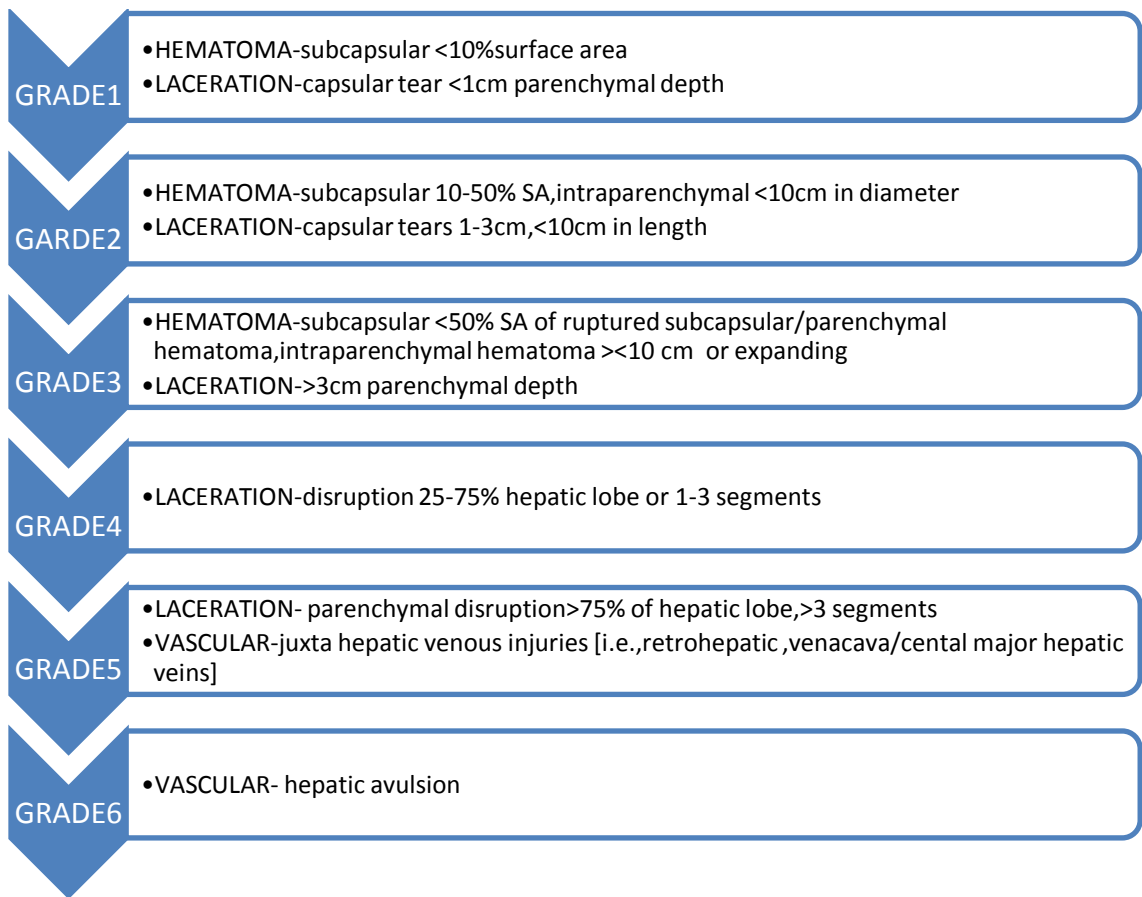 GRADE1
•HEMATOMA-subcapsular <10%surface area
•LACERATION-capsular tear <1cm parenchymal depth
GARDE2
•HEMATOMA-subcapsular 10-50% SA,intraparenchymal <10cm in diameter
•LACERATION-capsular tears 1-3cm,<10cm in length
GRADE3
•HEMATOMA-subcapsular <50% SA of ruptured subcapsular/parenchymal
hematoma,intraparenchymal hematoma ><10 cm or expanding
•LACERATION->3cm parenchymal depth
GRADE4
•LACERATION-disruption 25-75% hepatic lobe or 1-3 segments
GRADE5
•LACERATION- parenchymal disruption>75% of hepatic lobe,>3 segments
•VASCULAR-juxta hepatic venous injuries [i.e.,retrohepatic ,venacava/cental major hepatic
veins]
GRADE6
•VASCULAR- hepatic avulsion